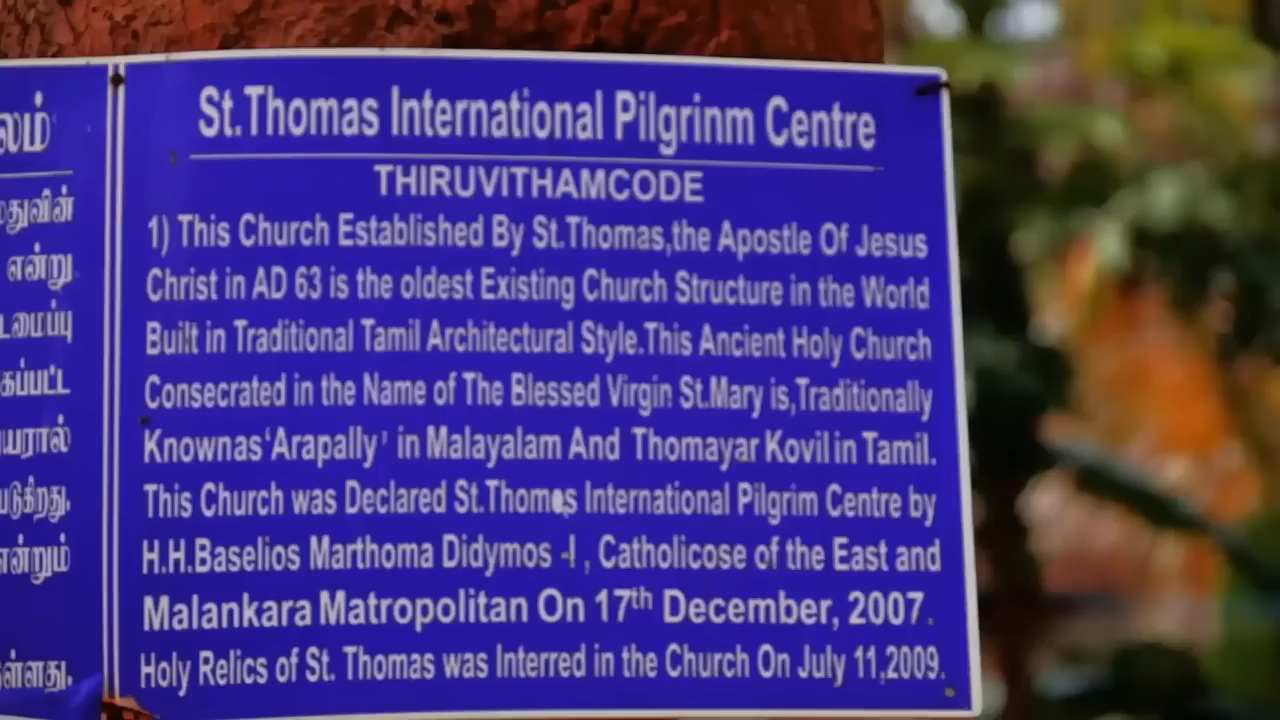 லம்
St.Thomas International Pilgrinm Centre
THIRUVITHAMCODE
1) This Church Established By St.Thomas,the Apostle Of Jesus
Christ in AD 63 is the oldest Existing Church Structure in the World
Built in Traditional Tamil Architectural Style.This Ancient Holy Church
Consecrated in the Name of The Blessed Virgin St.Mary is,Traditionally
Knownas 'Arapally' in Malayalam And Thomayar Kovil in Tamil.
This Church was Declared St.Thomas International Pilgrim Centre by
H.H.Baselios Marthoma Didymos -I , Catholicose of the East and
Malankara Matropolitan On 17th December, 2007.
Holy Relics of St. Thomas was Interred in the Church On July 11,2009.
என்று